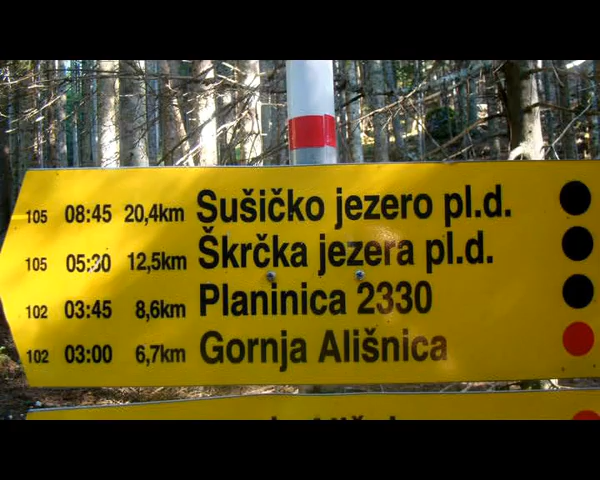 105 08:45 20,4km Sušičko jezero pl.d.
105 05:30 12,5km Škrčka jezera pl.d.
102 03:45 8,6km Planinica 2330
102 03:00 6,7km Gornja Ališnica